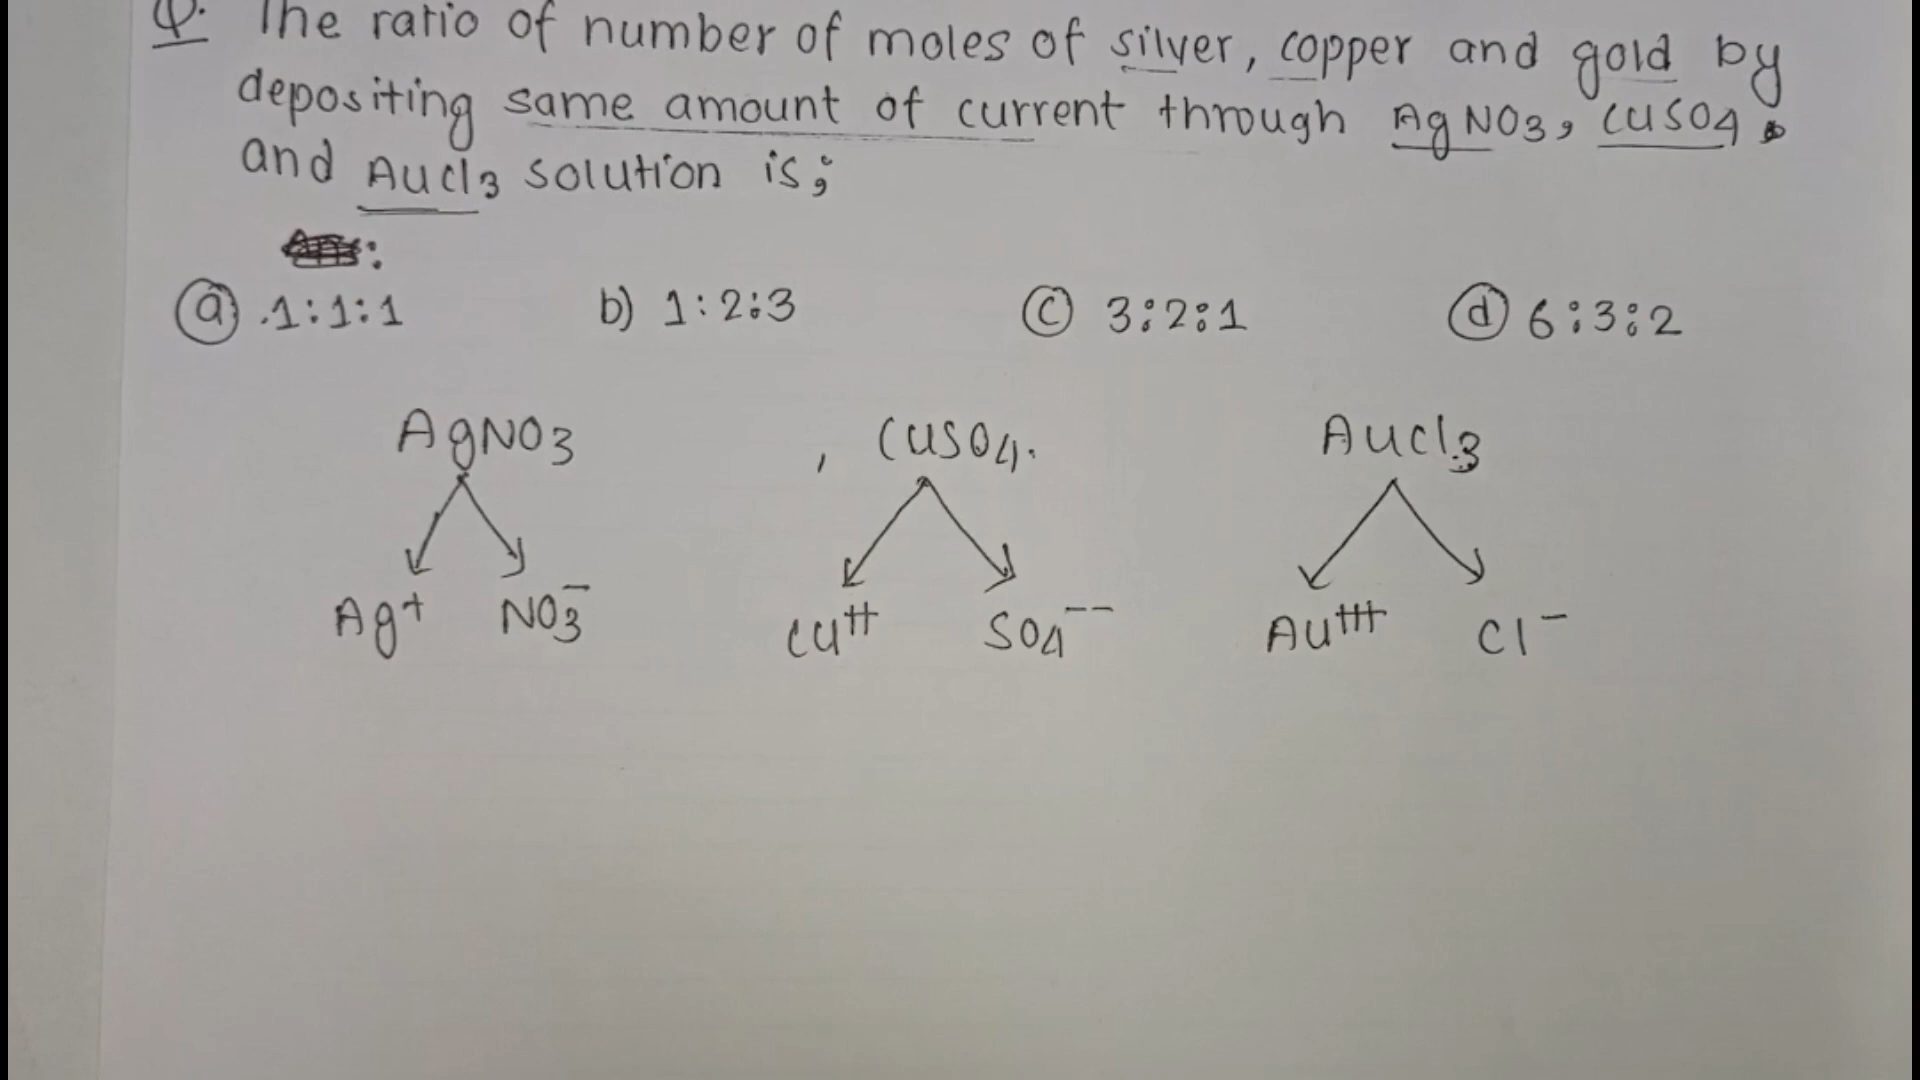 Q. The ratio of number of moles of silver, copper and gold by
depositing same amount of current through AgNO3, CuSO4
and AuCl3 solution is;
a) 1:1:1 b) 1:2:3 c) 3:2:1 d) 6:3:2
AgNO3 , CuSO4. AuCl3
Ag+ NO3- Cu++ SO4-- Au+++ Cl-